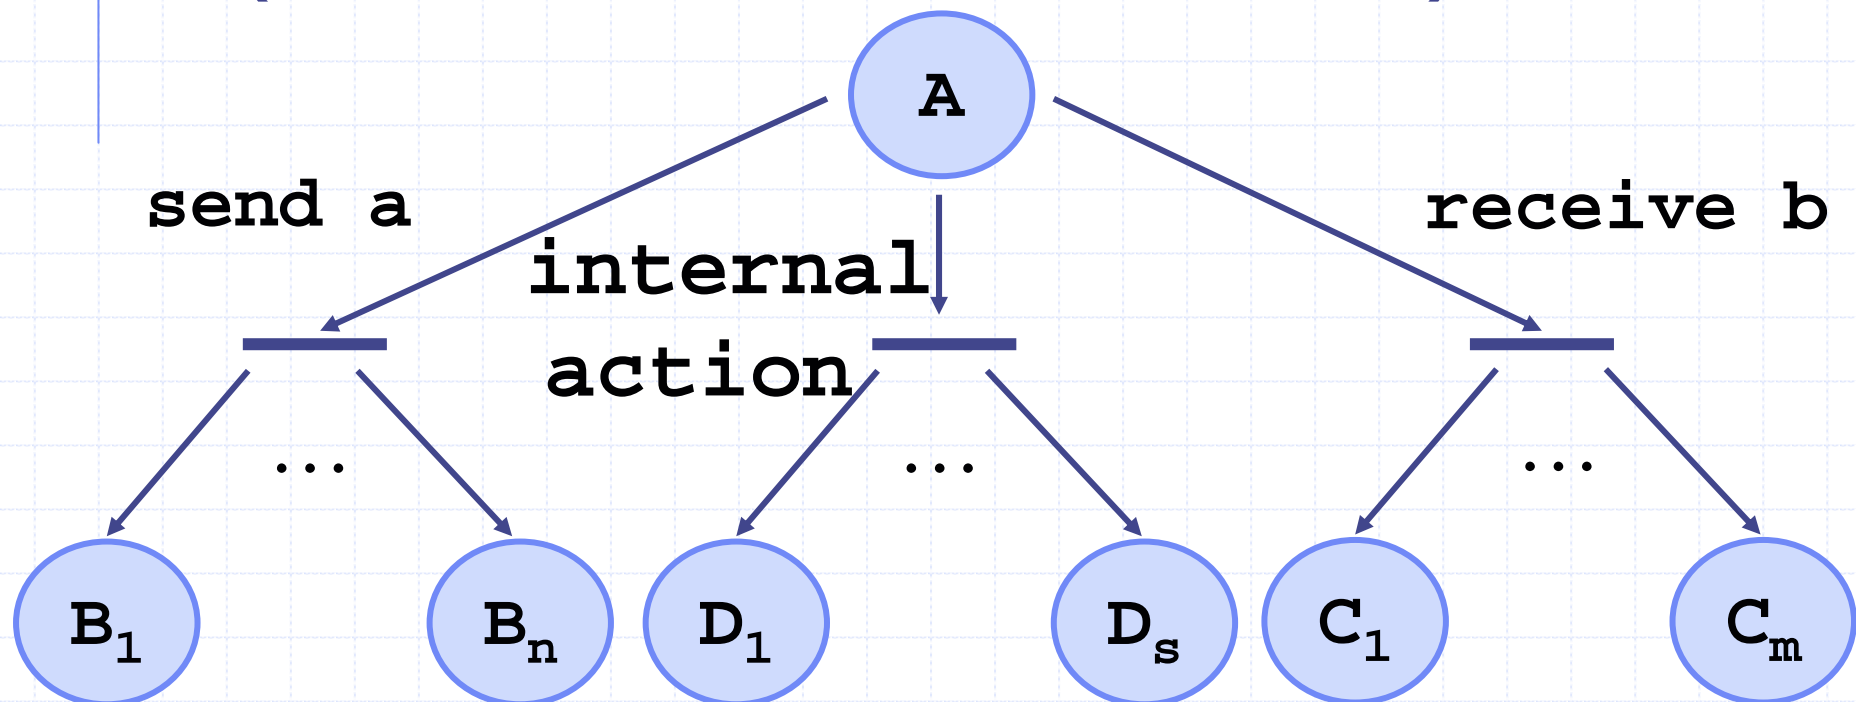 A
send a
receive b
internal
action
... ... ...
B1 Bn D1 Ds C1 Cm